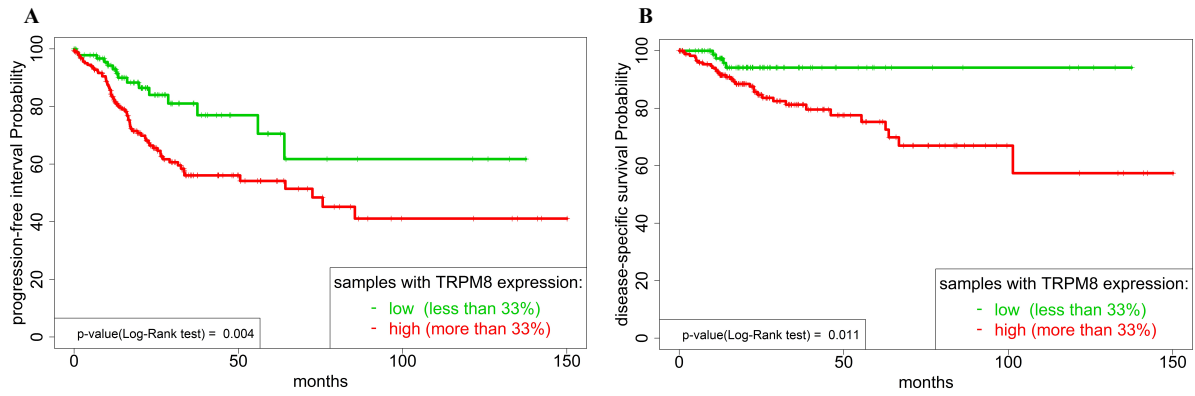 A
progression-free interval Probability
100
80
60
40
20
0
samples with TRPM8 expression:
- low (less than 33%)
- high (more than 33%)
p-value(Log-Rank test) = 0.004
0 50 100 150
months
B
disease-specific survival Probability
100
80
60
40
20
0
samples with TRPM8 expression:
- low (less than 33%)
- high (more than 33%)
p-value(Log-Rank test) = 0.011
0 50 100 150
months